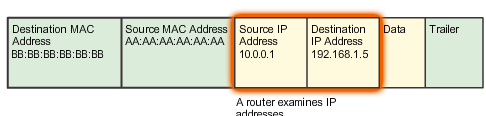 Destination MAC
Address
BB:BB:BB:BB:BB:BB
Source MAC Address
AA:AA:AA:AA:AA:AA
Source IP
Address
10.0.0.1
Destination
IP Address
192.168.1.5
Data
Trailer
A router examines IP
addresses